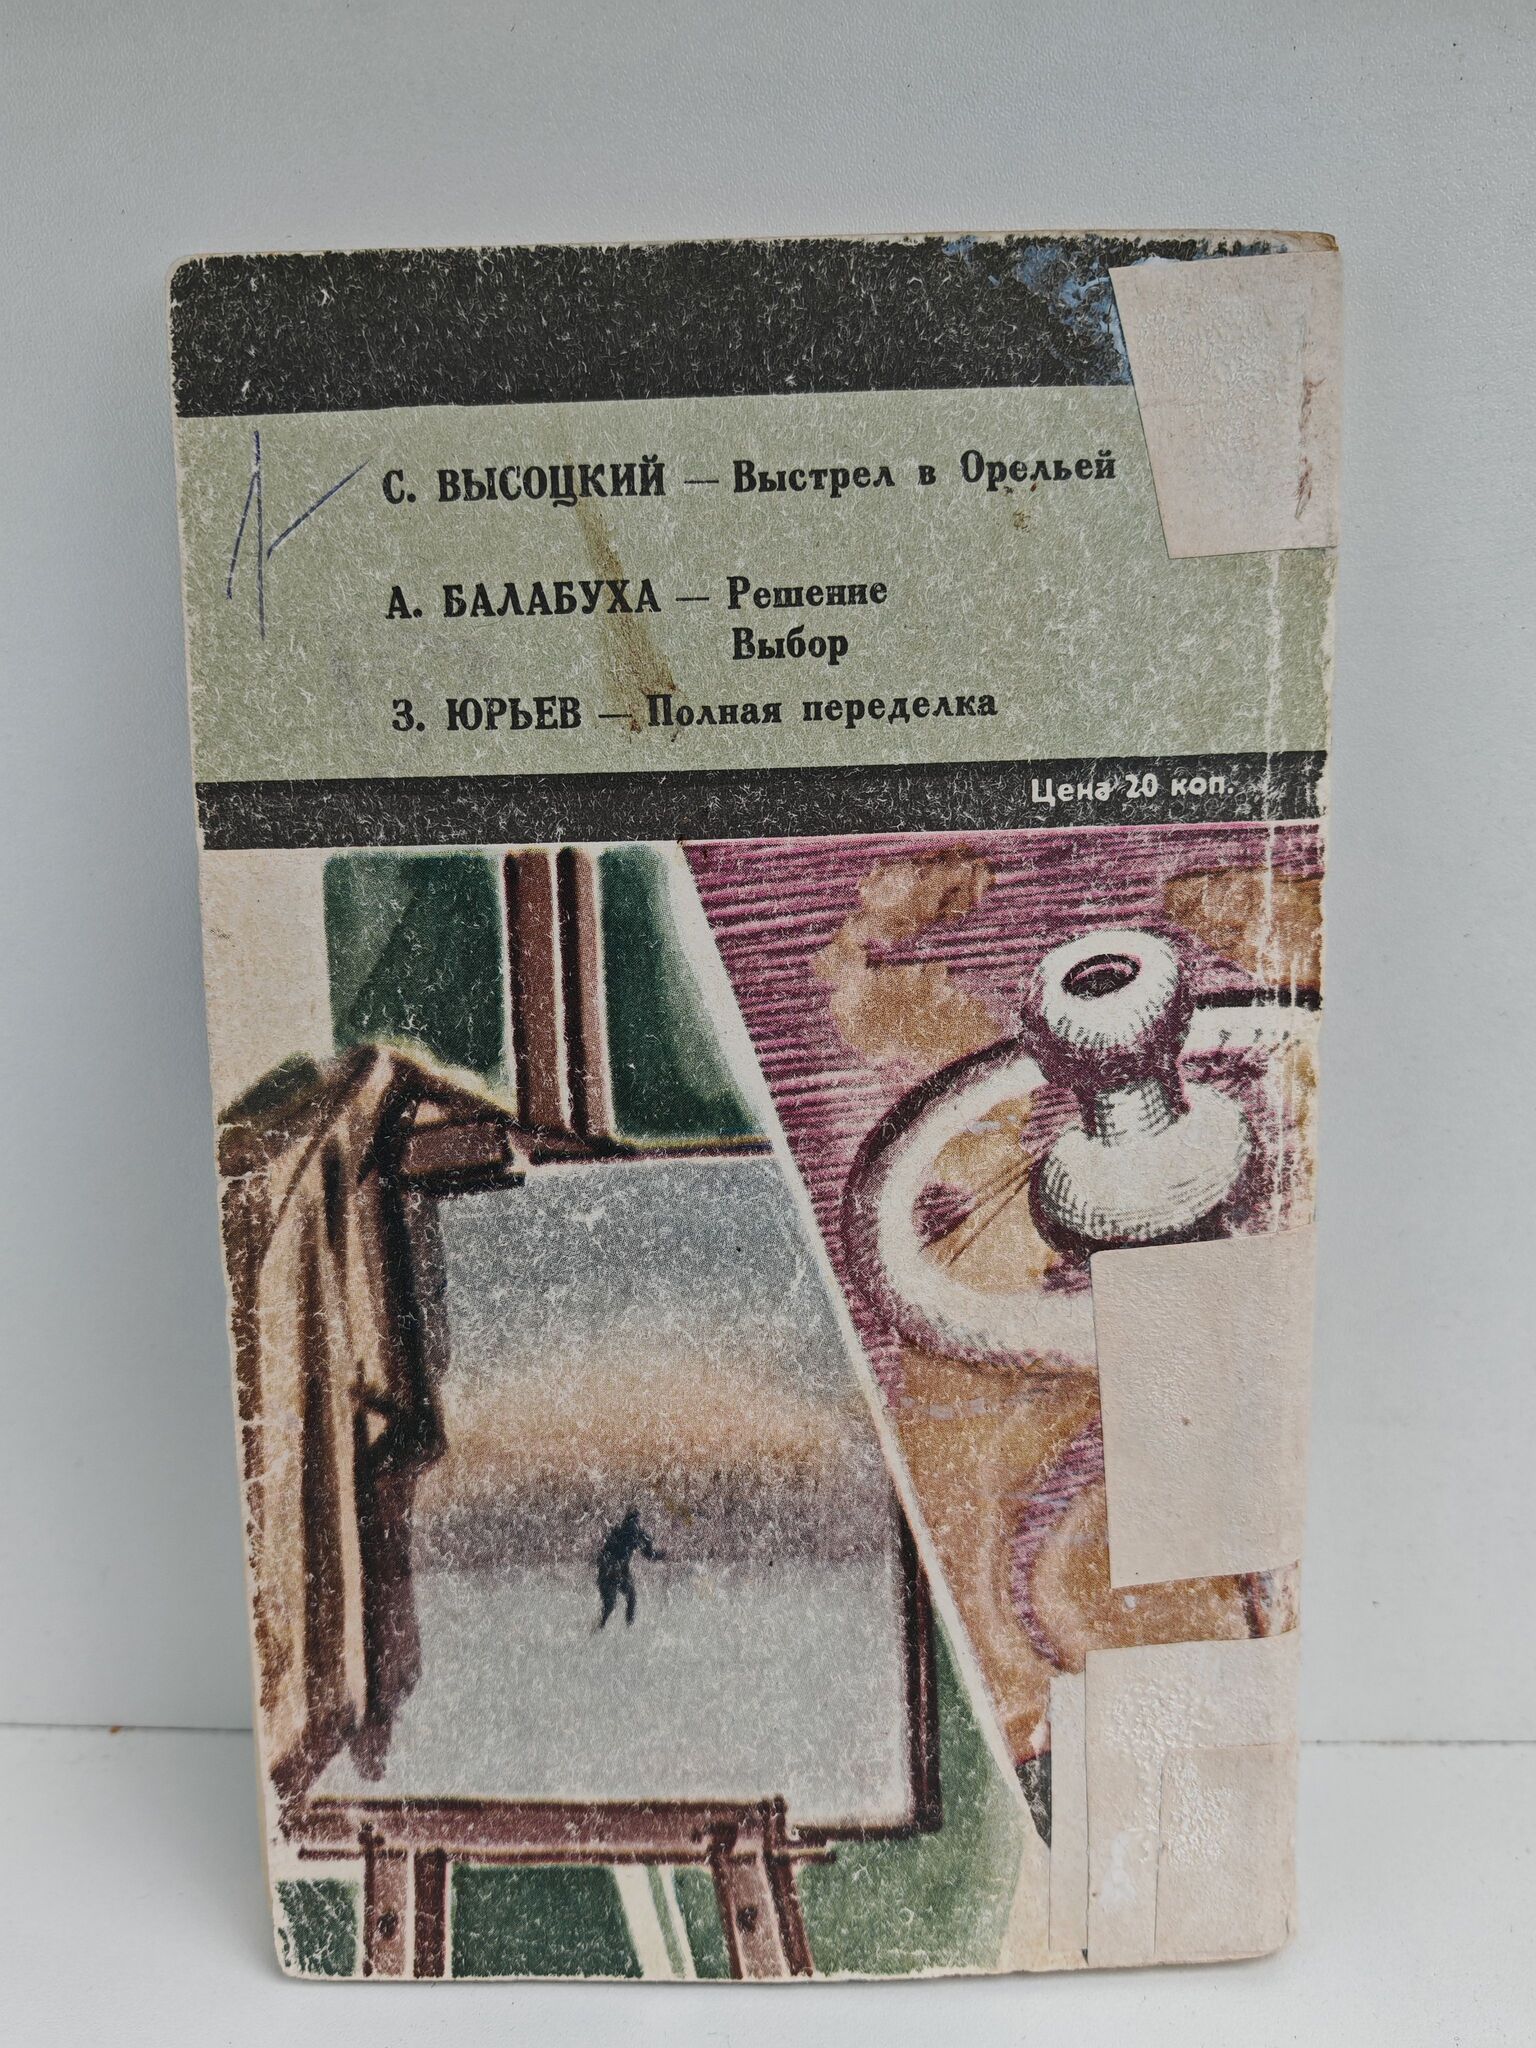 С. ВЫСОЦКИЙ — Выстрел в Орельей
А. БАЛАБУХА — Решение
Выбор
З. ЮРЬЕВ — Полная переделка
Цена 20 коп.